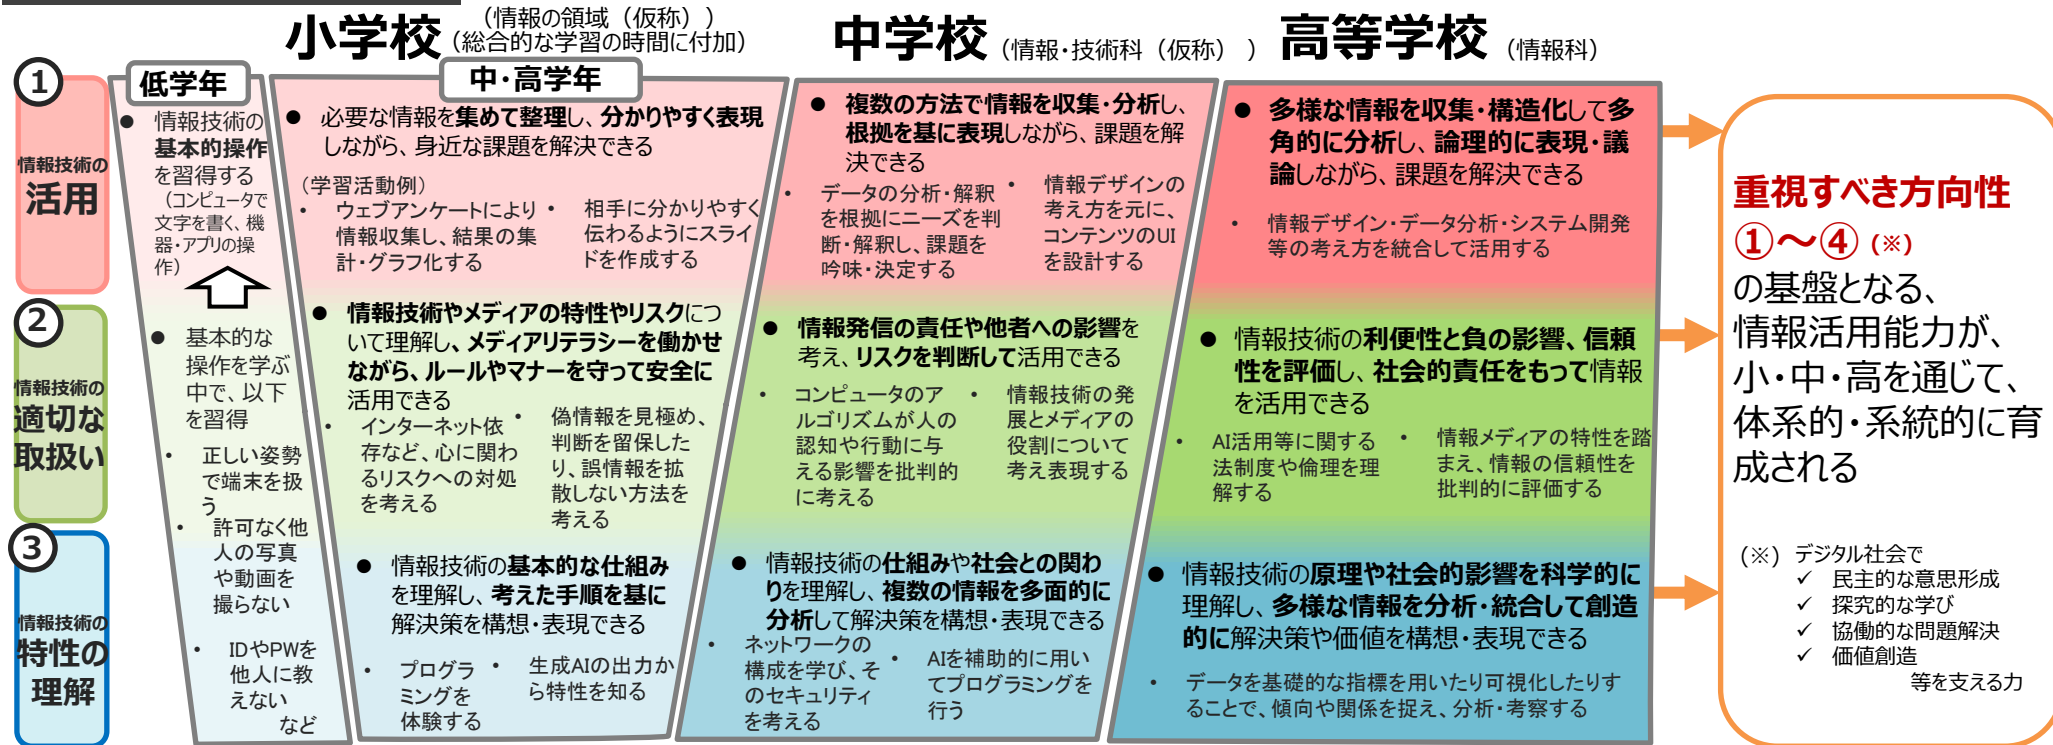 小学校
(情報の領域(仮称))
(総合的な学習の時間に付加)
中学校
(情報・技術科(仮称) )
高等学校
(情報科)
①
情報技術の
活用
②
情報技術の
適切な
取扱い
③
情報技術の
特性の
理解
低学年
● 情報技術の
基本的操作
を習得する
(コンピュータで
文字を書く、機
器・アプリの操
作)
● 基本的な
操作を学ぶ
中で、以下
を習得
• 正しい姿勢
で端末を扱
う
• 許可なく他
人の写真
や動画を
撮らない
• IDやPWを
他人に教
えない
など
中・高学年
● 必要な情報を集めて整理し、分かりやすく表現
しながら、身近な課題を解決できる
(学習活動例)
• ウェブアンケートにより
情報収集し、結果の集
計・グラフ化する
• 相手に分かりやすく
伝わるようにスライ
ドを作成する
● 情報技術やメディアの特性やリスクにつ
いて理解し、メディアリテラシーを働かせ
ながら、ルールやマナーを守って安全に
活用できる
• インターネット依
存など、心に関わ
るリスクへの対処
を考える
• 偽情報を見極め、
判断を留保した
り、誤情報を拡
散しない方法を
考える
● 情報技術の基本的な仕組み
を理解し、考えた手順を基に
解決策を構想・表現できる
• プログラ
ミングを
体験する
• 生成AIの出力か
ら特性を知る
● 複数の方法で情報を収集・分析し、
根拠を基に表現しながら、課題を解
決できる
• データの分析・解釈
を根拠にニーズを判
断・解釈し、課題を
吟味・決定する
• 情報デザインの
考え方を元に、
コンテンツのUI
を設計する
● 情報発信の責任や他者への影響を
考え、リスクを判断して活用できる
• コンピュータのア
ルゴリズムが人の
認知や行動に与
える影響を批判的
に考える
• 情報技術の発
展とメディアの
役割について
考え表現する
● 情報技術の仕組みや社会との関わ
りを理解し、複数の情報を多面的に
分析して解決策を構想・表現できる
• ネットワークの
構成を学び、そ
のセキュリティ
を考える
• AIを補助的に用い
てプログラミングを
行う
● 多様な情報を収集・構造化して多
角的に分析し、論理的に表現・議
論しながら、課題を解決できる
• 情報デザイン・データ分析・システム開発
等の考え方を統合して活用する
● 情報技術の利便性と負の影響、信頼
性を評価し、社会的責任をもって情報
を活用できる
• AI活用等に関する
法制度や倫理を理
解する
• 情報メディアの特性を踏
まえ、情報の信頼性を
批判的に評価する
● 情報技術の原理や社会的影響を科学的に
理解し、多様な情報を分析・統合して創造
的に解決策や価値を構想・表現できる
• データを基礎的な指標を用いたり可視化したりす
ることで、傾向や関係を捉え、分析・考察する
重視すべき方向性
①～④(※)
の基盤となる、
情報活用能力が、
小・中・高を通じて、
体系的・系統的に育
成される
(※) デジタル社会で
✓ 民主的な意思形成
✓ 探究的な学び
✓ 協働的な問題解決
✓ 価値創造
等を支える力